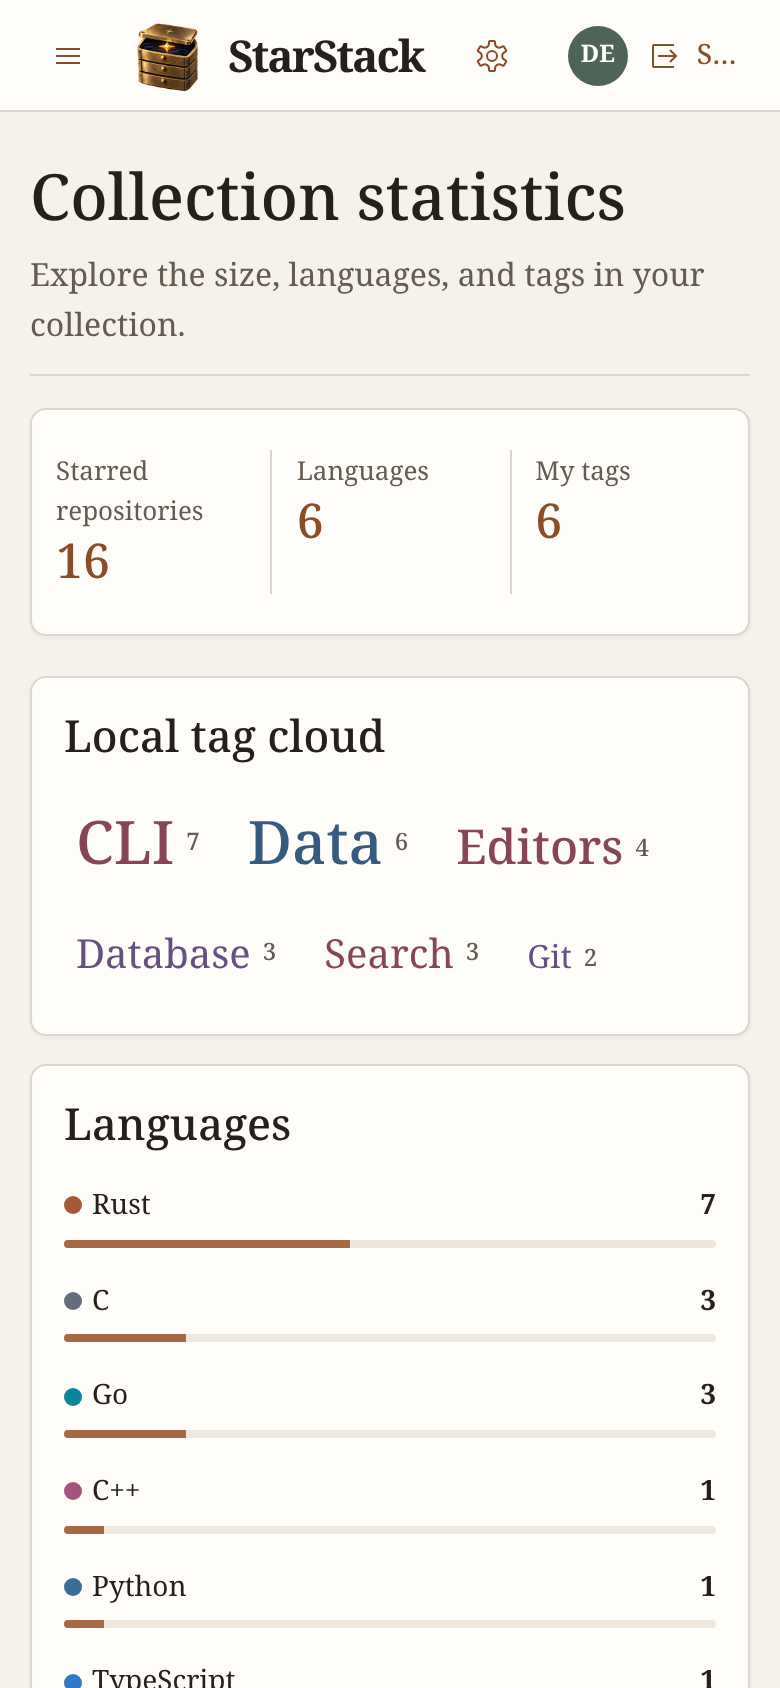 StarStack
DE
S...
Collection statistics
Explore the size, languages, and tags in your
collection.
Starred
repositories
16
Languages
6
My tags
6
Local tag cloud
CLI 7
Data 6
Editors 4
Database 3
Search 3
Git 2
Languages
Rust 7
C 3
Go 3
C++ 1
Python 1
TypeScript 1